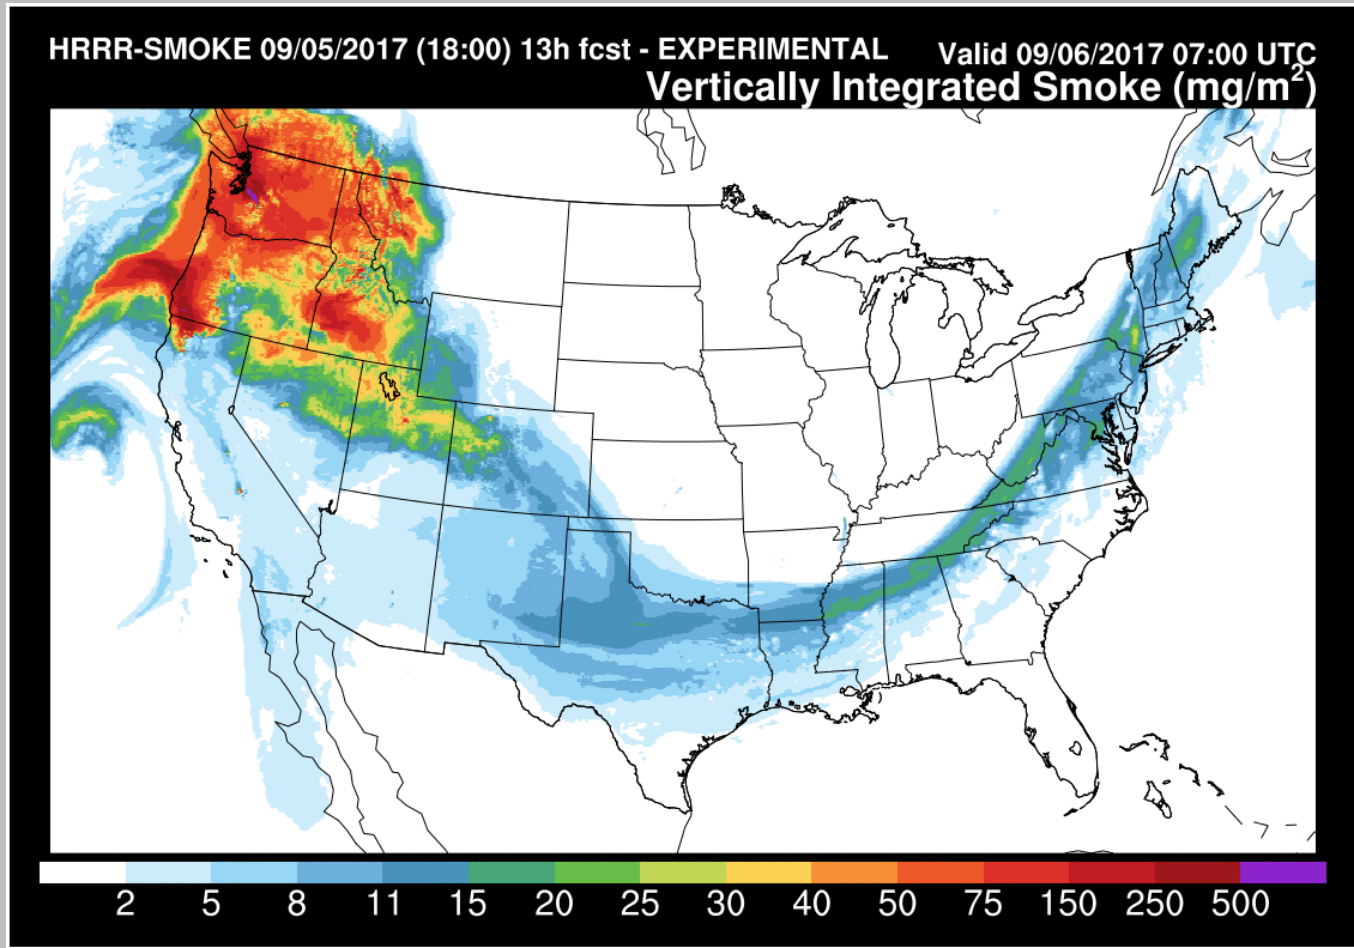 HRRR-SMOKE 09/05/2017 (18:00) 13h fcst - EXPERIMENTAL Valid 09/06/2017 07:00 UTC
Vertically Integrated Smoke (mg/m²)
2 5 8 11 15 20 25 30 40 50 75 150 250 500